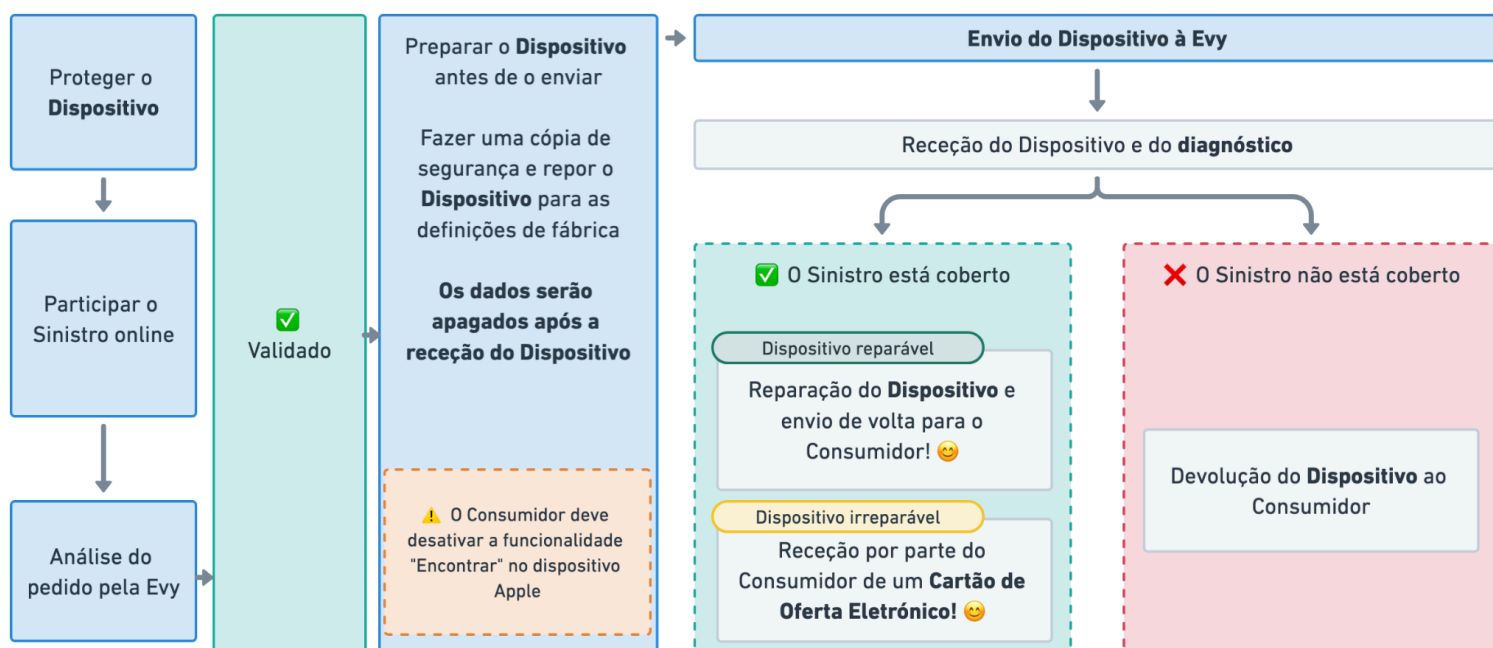 Proteger o
Dispositivo
Participar o
Sinistro online
Análise do
pedido pela Evy
✅
Validado
Preparar o Dispositivo
antes de o enviar
Fazer uma cópia de
segurança e repor o
Dispositivo para as
definições de fábrica
Os dados serão
apagados após a
receção do Dispositivo
⚠️ O Consumidor deve
desativar a funcionalidade
"Encontrar" no dispositivo
Apple
Envio do Dispositivo à Evy
Receção do Dispositivo e do diagnóstico
✅ O Sinistro está coberto
Dispositivo reparável
Reparação do Dispositivo e
envio de volta para o
Consumidor! 😊
Dispositivo irreparável
Receção por parte do
Consumidor de um Cartão de
Oferta Eletrónico! 😊
❌ O Sinistro não está coberto
Devolução do Dispositivo ao
Consumidor